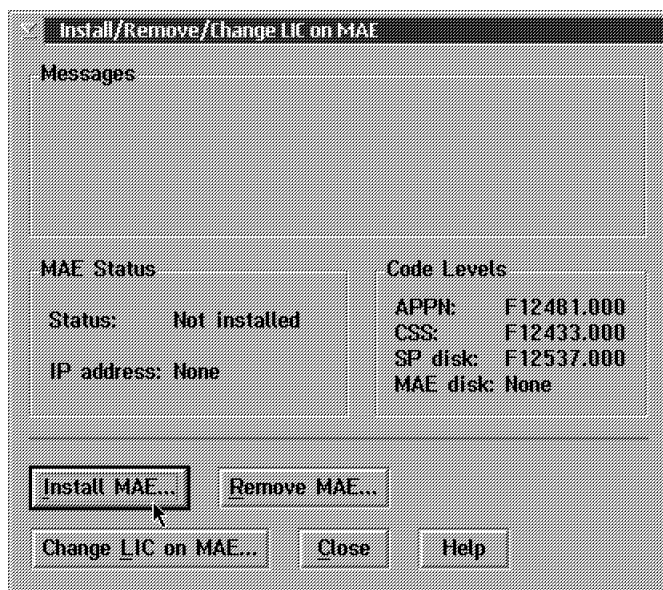 Install/Remove/Change LIC on MAE
Messages
MAE Status
Status: Not installed
IP address: None
Code Levels
APPN: F12481.000
CSS: F12433.000
SP disk: F12537.000
MAE disk: None
Install MAE...
Remove MAE...
Change LIC on MAE...
Close
Help